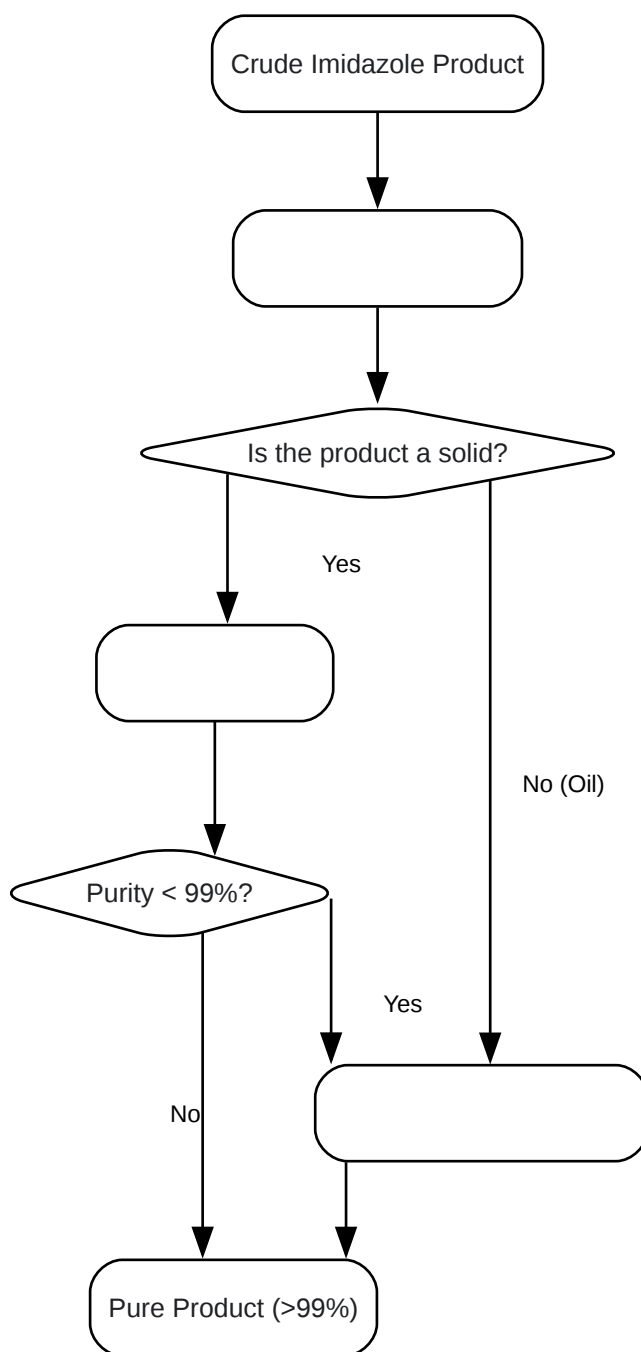 Crude Imidazole Product
Is the product a solid?
Yes
No (Oil)
Purity < 99%?
Yes
No
Pure Product (>99%)